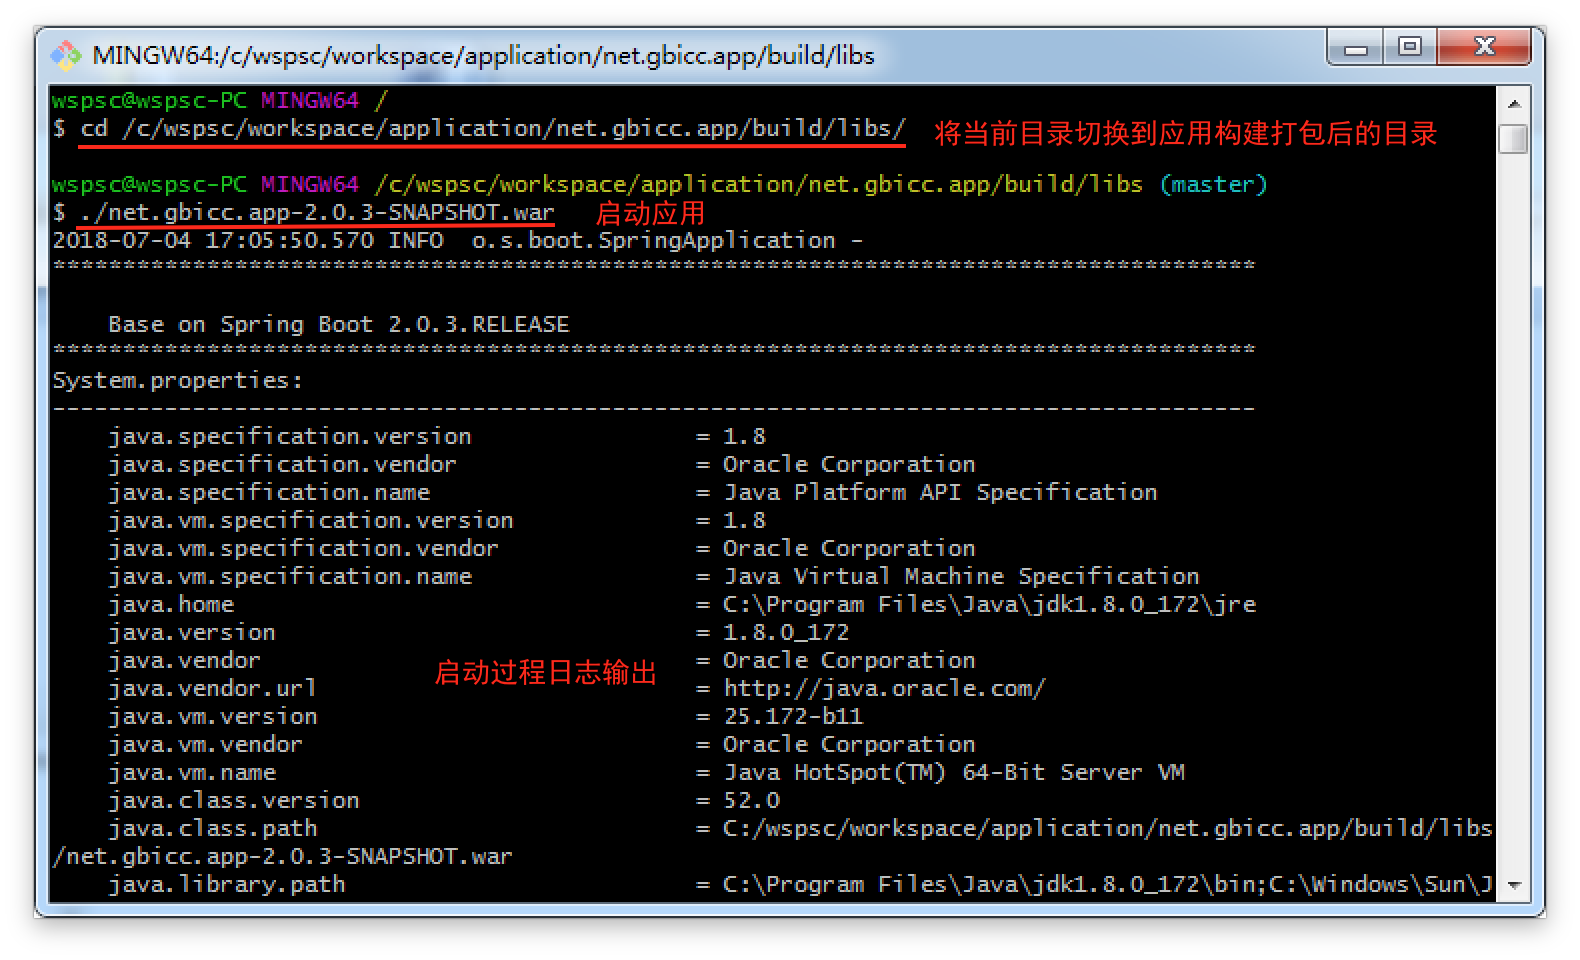 MINGW64:/c/wspsc/workspace/application/net.gbicc.app/build/libs
wspsc@wspsc-PC MINGW64 /
$ cd /c/wspsc/workspace/application/net.gbicc.app/build/libs/ 将当前目录切换到应用构建打包后的目录
wspsc@wspsc-PC MINGW64 /c/wspsc/workspace/application/net.gbicc.app/build/libs (master)
$ ./net.gbicc.app-2.0.3-SNAPSHOT.war 启动应用
2018-07-04 17:05:50.570 INFO  o.s.boot.SpringApplication -
**************************************************************************************
Base on Spring Boot 2.0.3.RELEASE
**************************************************************************************
System.properties:
--------------------------------------------------------------------------------------
java.specification.version = 1.8
java.specification.vendor = Oracle Corporation
java.specification.name = Java Platform API Specification
java.vm.specification.version = 1.8
java.vm.specification.vendor = Oracle Corporation
java.vm.specification.name = Java Virtual Machine Specification
java.home = C:\Program Files\Java\jdk1.8.0_172\jre
java.version = 1.8.0_172
java.vendor = Oracle Corporation
启动过程日志输出
java.vendor.url = http://java.oracle.com/
java.vm.version = 25.172-b11
java.vm.vendor = Oracle Corporation
java.vm.name = Java HotSpot(TM) 64-Bit Server VM
java.class.version = 52.0
java.class.path = C:/wspsc/workspace/application/net.gbicc.app/build/libs
/net.gbicc.app-2.0.3-SNAPSHOT.war
java.library.path = C:\Program Files\Java\jdk1.8.0_172\bin;C:\Windows\Sun\J